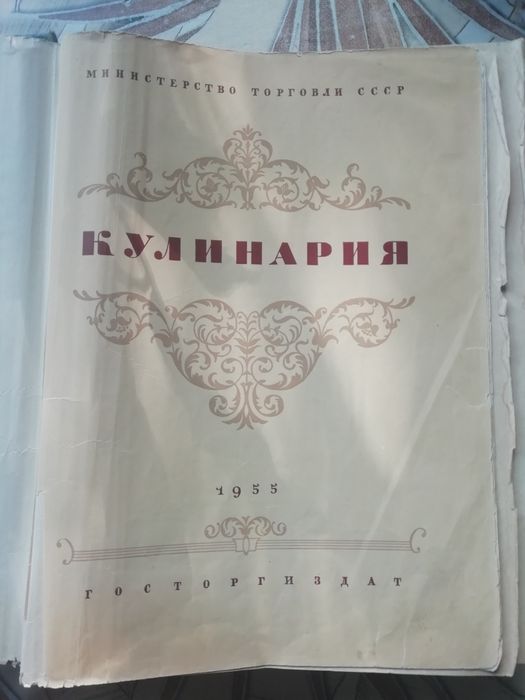 МИНИСТЕРСТВО ТОРГОВЛИ СССР
КУЛИНАРИЯ
1955
ГОСТОРГИЗДАТ